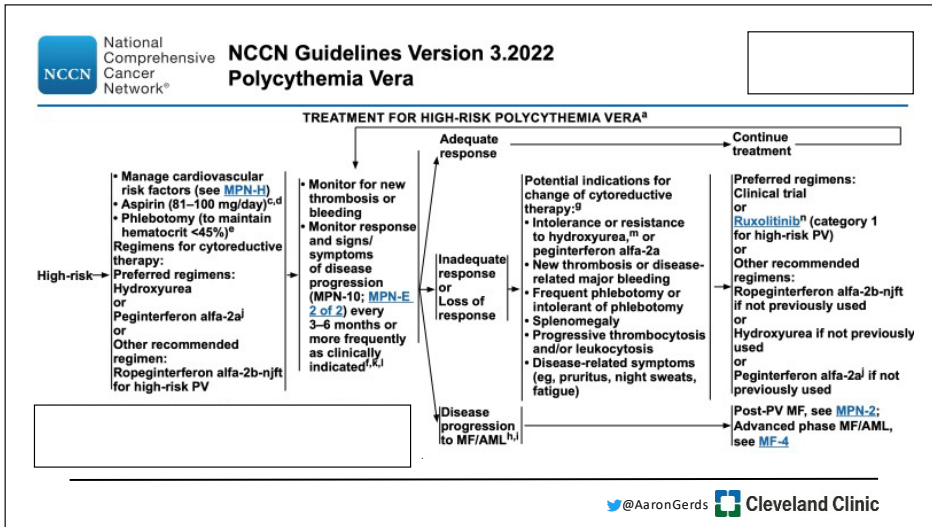 NCCN
National
Comprehensive
Cancer
Network®
NCCN Guidelines Version 3.2022
Polycythemia Vera
TREATMENT FOR HIGH-RISK POLYCYTHEMIA VERAa
High-risk
• Manage cardiovascular
risk factors (see MPN-H)
• Aspirin (81–100 mg/day)c,d
• Phlebotomy (to maintain
hematocrit <45%)e
Regimens for cytoreductive
therapy:
Preferred regimens:
Hydroxyurea
or
Peginterferon alfa-2aj
or
Other recommended
regimen:
Ropeginterferon alfa-2b-njft
for high-risk PV
• Monitor for new
thrombosis or
bleeding
• Monitor response
and signs/
symptoms
of disease
progression
(MPN-10; MPN-E
2 of 2) every
3–6 months or
more frequently
as clinically
indicatedf,k,l
Adequate
response
Continue
treatment
Inadequate
response
or
Loss of
response
Potential indications for
change of cytoreductive
therapy:g
• Intolerance or resistance
to hydroxyurea,m or
peginterferon alfa-2a
• New thrombosis or disease-
related major bleeding
• Frequent phlebotomy or
intolerant of phlebotomy
• Splenomegaly
• Progressive thrombocytosis
and/or leukocytosis
• Disease-related symptoms
(eg, pruritus, night sweats,
fatigue)
Preferred regimens:
Clinical trial
or
Ruxolitinibn (category 1
for high-risk PV)
or
Other recommended
regimens:
Ropeginterferon alfa-2b-njft
if not previously used
or
Hydroxyurea if not previously
used
or
Peginterferon alfa-2aj if not
previously used
Disease
progression
to MF/AMLh,i
Post-PV MF, see MPN-2;
Advanced phase MF/AML,
see MF-4
@AaronGerds
Cleveland Clinic